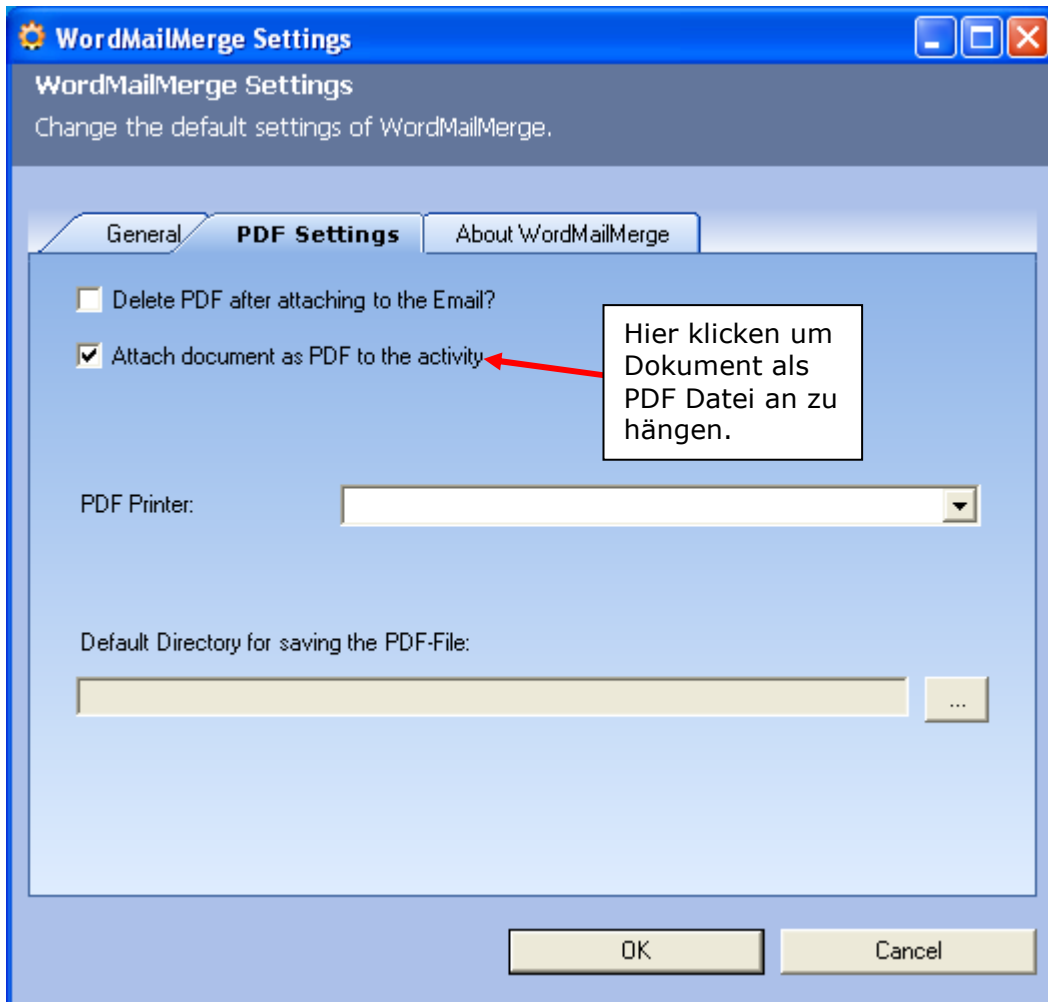 WordMailMerge Settings
WordMailMerge Settings
Change the default settings of WordMailMerge.
General PDF Settings About WordMailMerge
Delete PDF after attaching to the Email?
Attach document as PDF to the activity
Hier klicken um
Dokument als
PDF Datei an zu
hängen.
PDF Printer:
Default Directory for saving the PDF-File:
...
OK Cancel